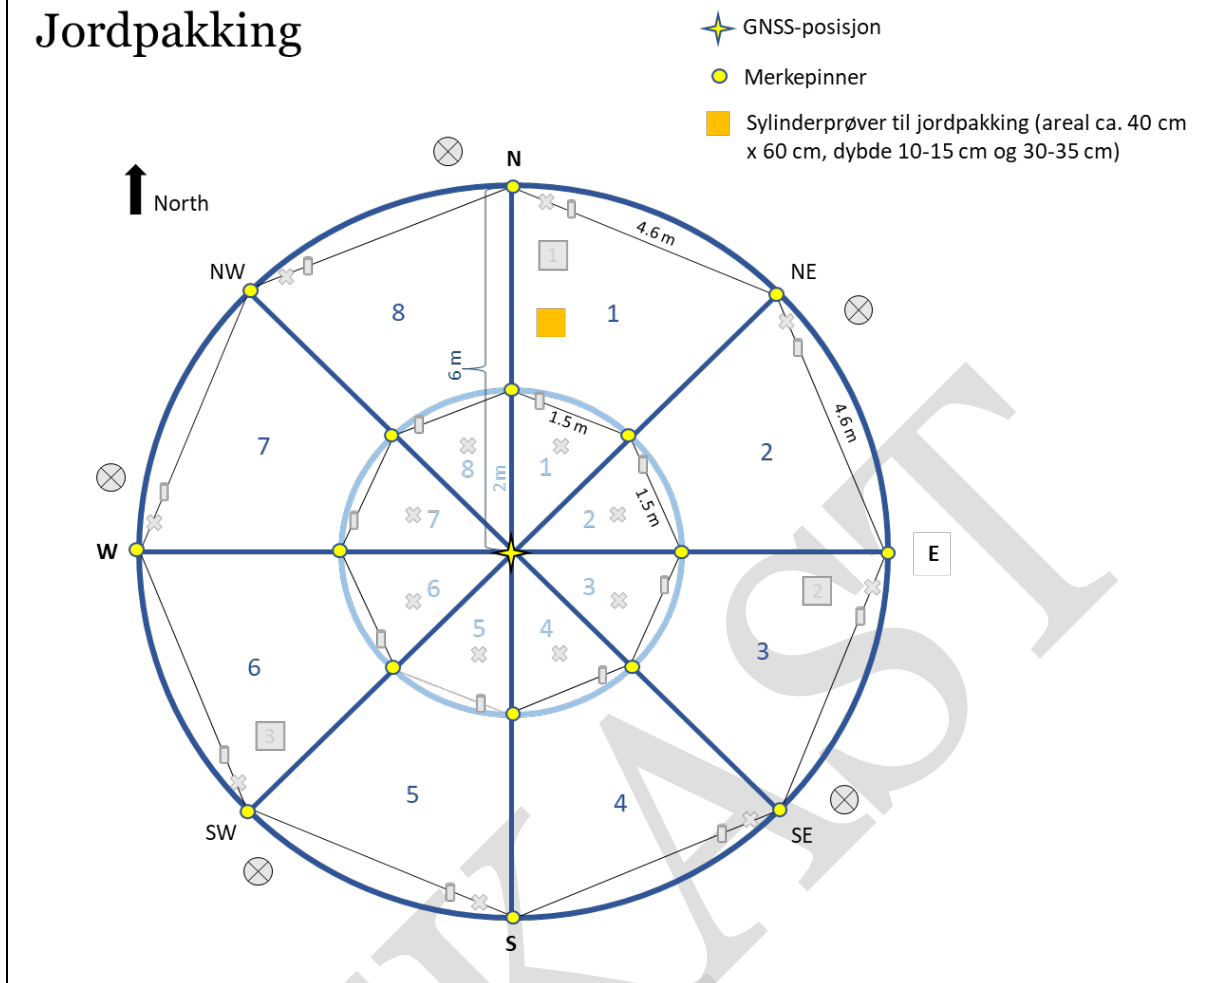 Jordpakking
GNSS-posisjon
Merkepinner
Sylinderprøver til jordpakking (areal ca. 40 cm
x 60 cm, dybde 10-15 cm og 30-35 cm)
North
N
NW
NE
4.6 m
1
8
1
6 m
4.6 m
7
2
1.5 m
8
1
2 m
7
2
1.5 m
W
E
6
3
2
5
4
6
3
3
5
4
SW
SE
S